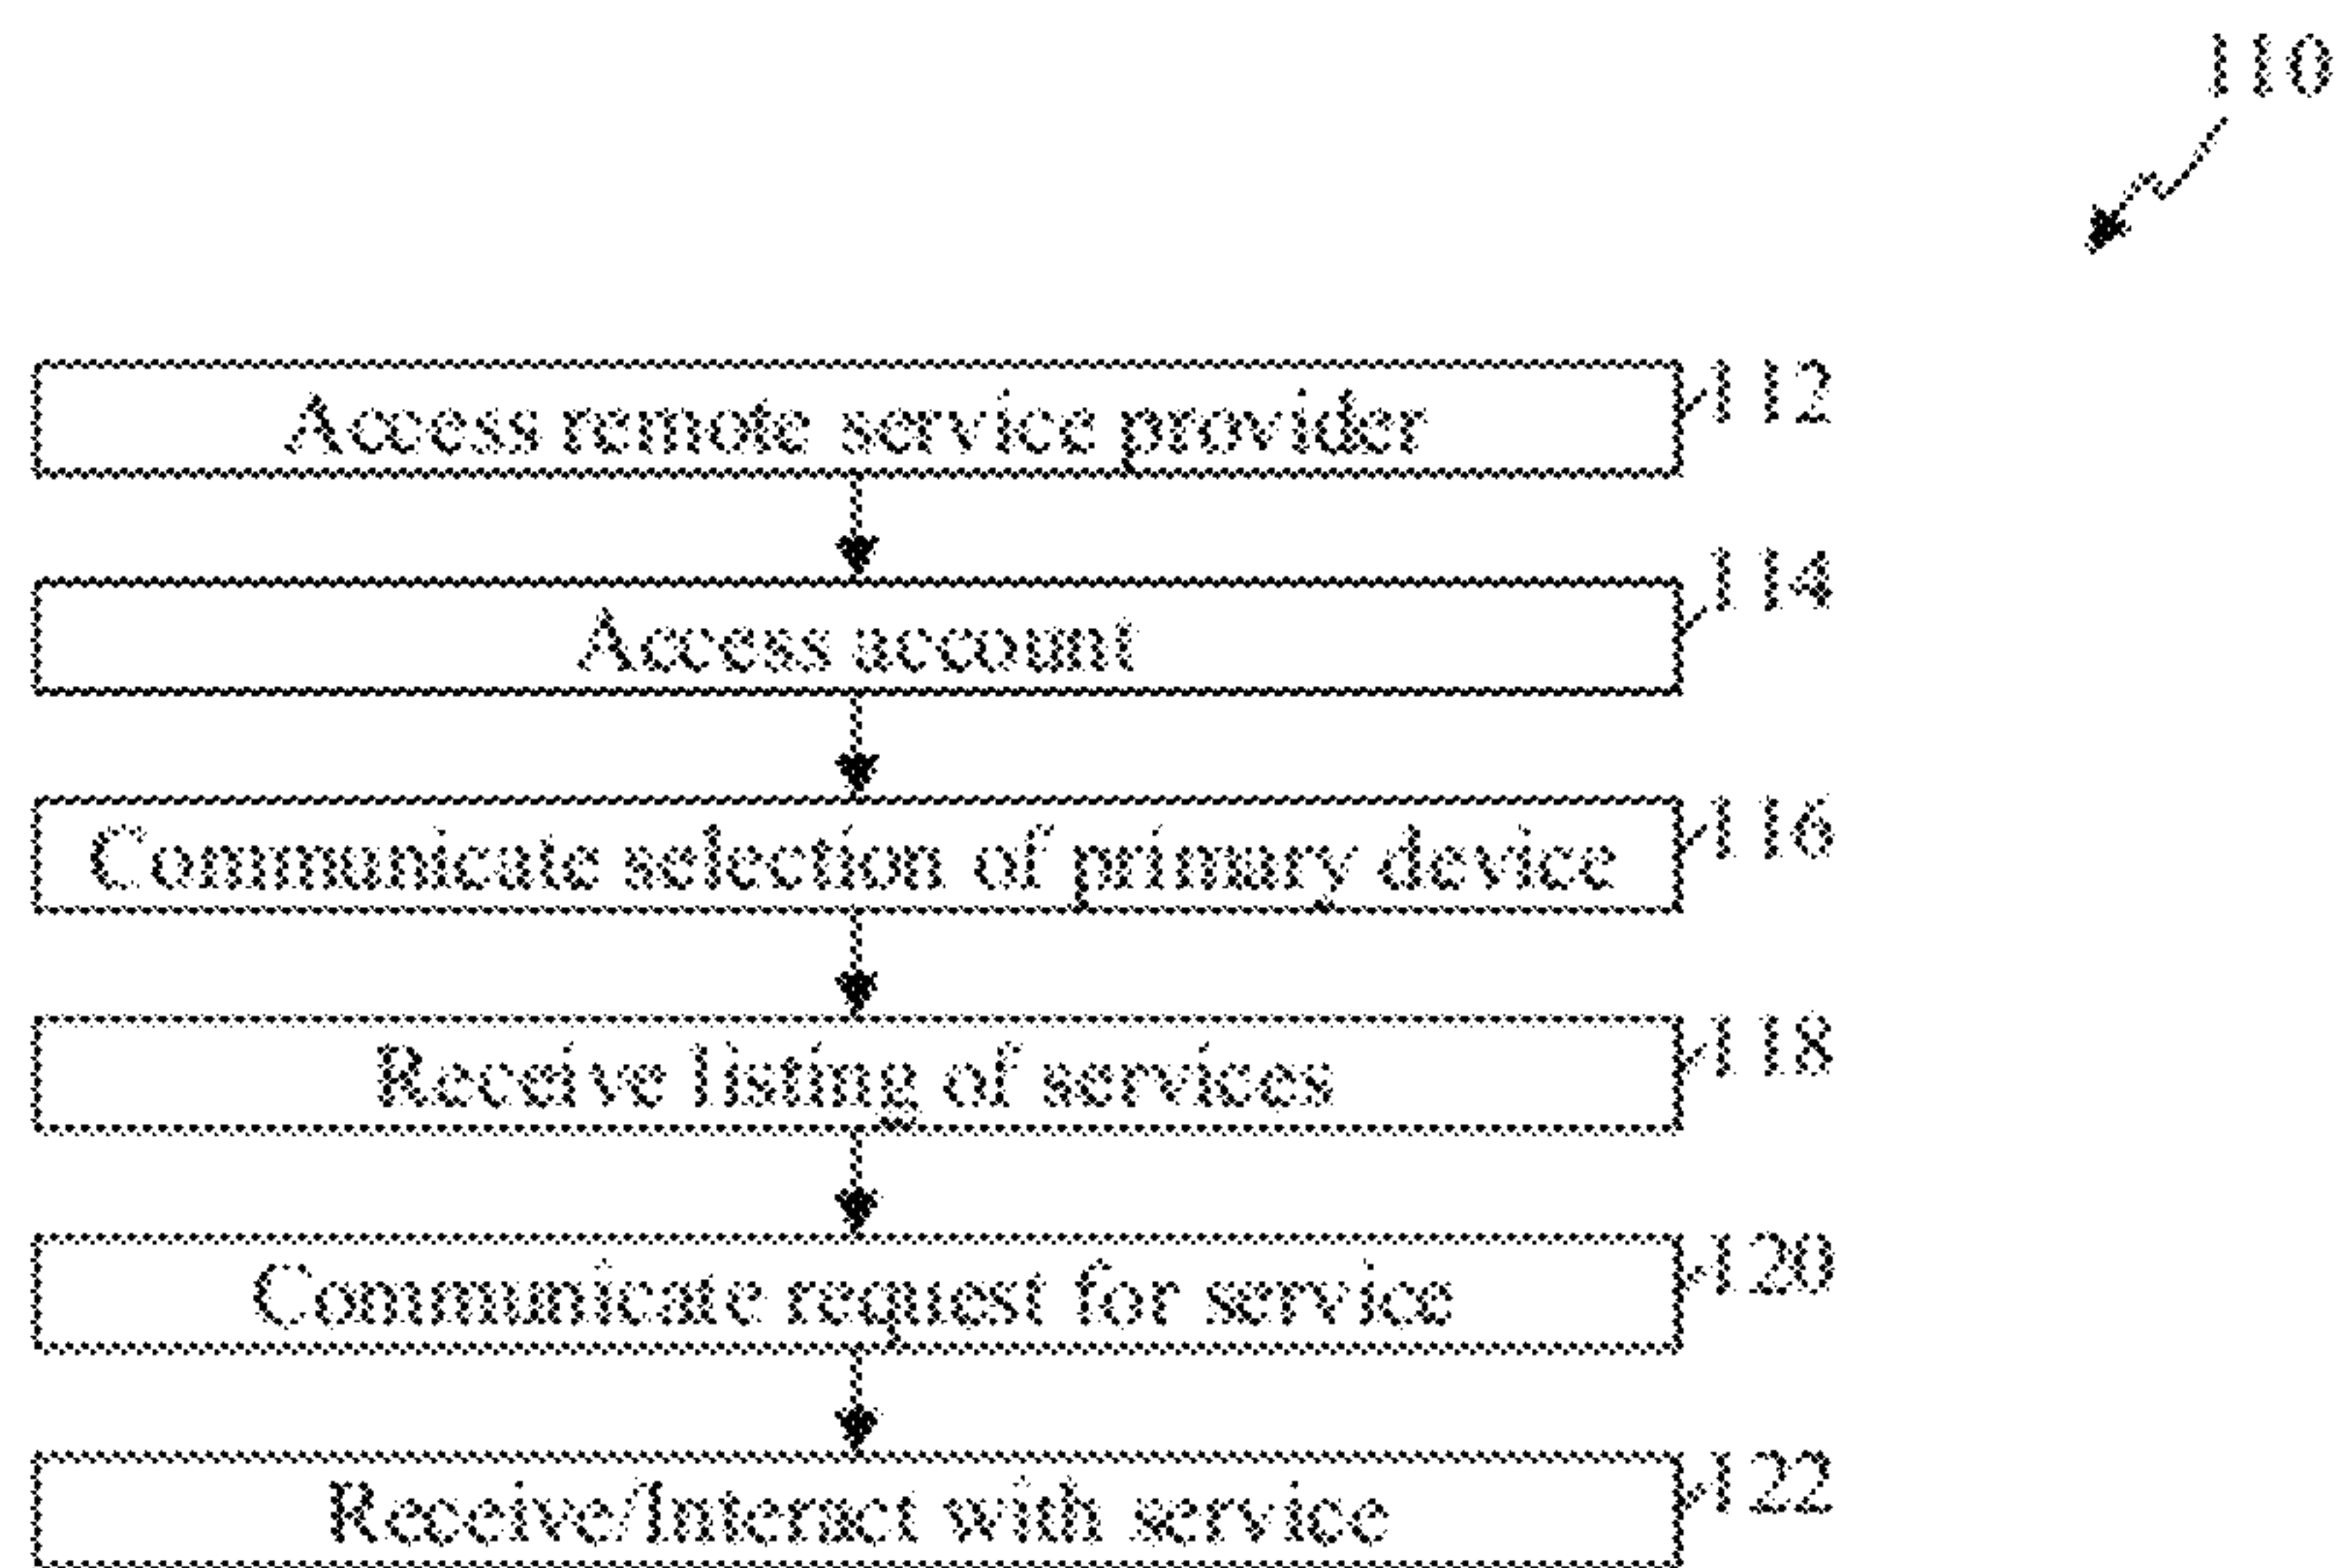 110
Access remote service provider 112
Access account 114
Communicate selection of primary device 116
Receive listing of services 118
Communicate request for service 120
Receive/Interact with service 122